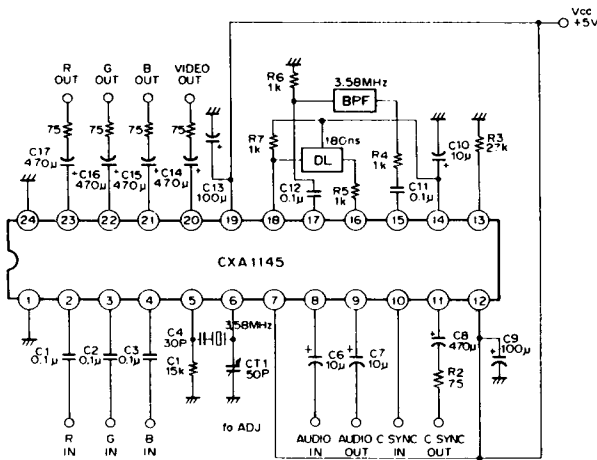 Vcc
+5V
R OUT
G OUT
B OUT
VIDEO OUT
R6
1k
3.58MHz
BPF
75
75
75
75
R7
1k
180ns
DL
R4
1k
C10
10μ
R3
27k
C17
470μ
C16
470μ
C15
470μ
C14
470μ
C13
100μ
C12
0.1μ
R5
1k
C11
0.1μ
24
23
22
21
20
19
18
17
16
15
14
13
CXA1145
1
2
3
4
5
6
7
8
9
10
11
12
C1
0.1μ
C2
0.1μ
C3
0.1μ
C4
30P
3.58MHz
C1
15k
CT1
50P
C6
10μ
C7
10μ
C8
470μ
R2
75
C9
100μ
fo ADJ
R IN
G IN
B IN
AUDIO IN
AUDIO OUT
C SYNC IN
C SYNC OUT